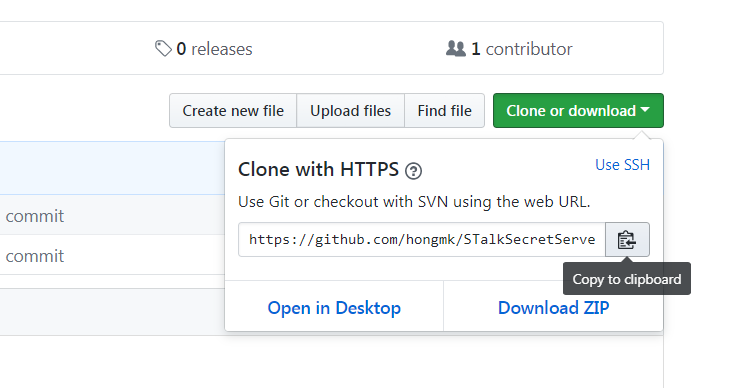 0 releases
1 contributor
Create new file
Upload files
Find file
Clone or download
Clone with HTTPS
Use SSH
Use Git or checkout with SVN using the web URL.
https://github.com/hongmk/STalkSecretServe
Copy to clipboard
commit
commit
Open in Desktop
Download ZIP